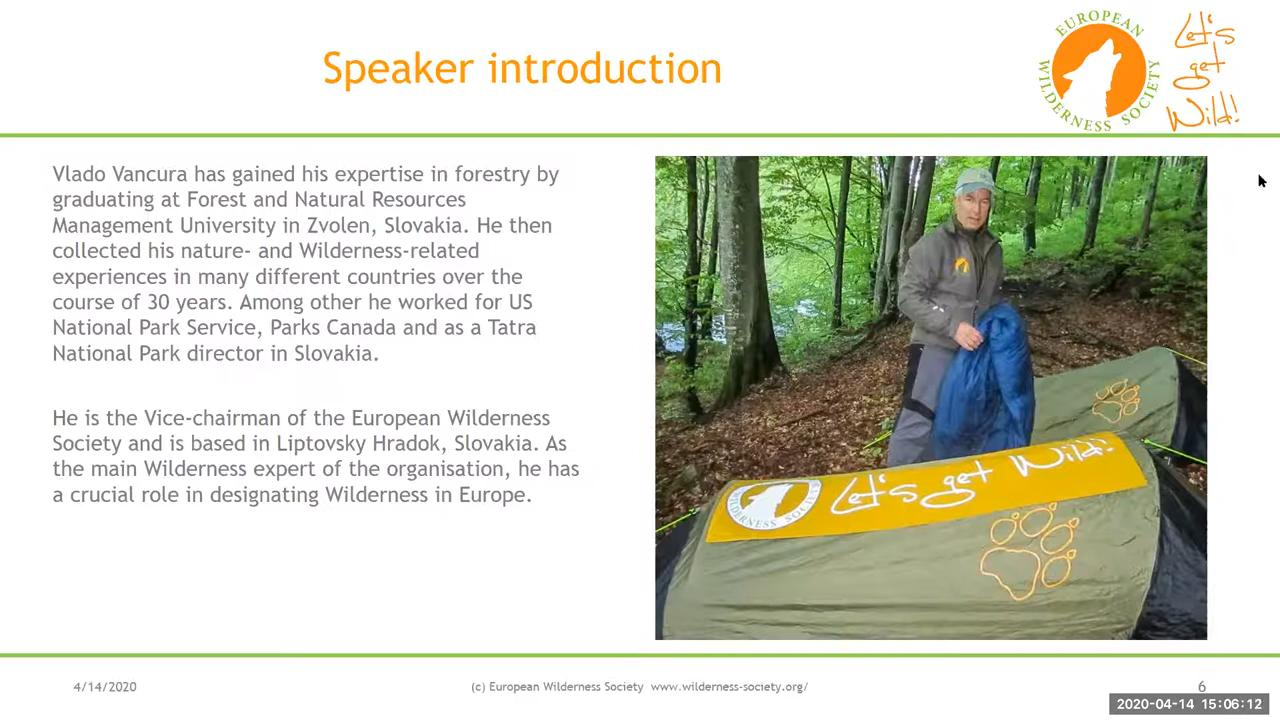 Speaker introduction
EUROPEAN WILDERNESS SOCIETY
Let's
get
Wild!
Vlado Vancura has gained his expertise in forestry by
graduating at Forest and Natural Resources
Management University in Zvolen, Slovakia. He then
collected his nature- and Wilderness-related
experiences in many different countries over the
course of 30 years. Among other he worked for US
National Park Service, Parks Canada and as a Tatra
National Park director in Slovakia.
He is the Vice-chairman of the European Wilderness
Society and is based in Liptovsky Hradok, Slovakia. As
the main Wilderness expert of the organisation, he has
a crucial role in designating Wilderness in Europe.
WILDERNESS SOCIETY
Let's get Wild!
4/14/2020
(c) European Wilderness Society www.wilderness-society.org/
6
2020-04-14 15:06:12